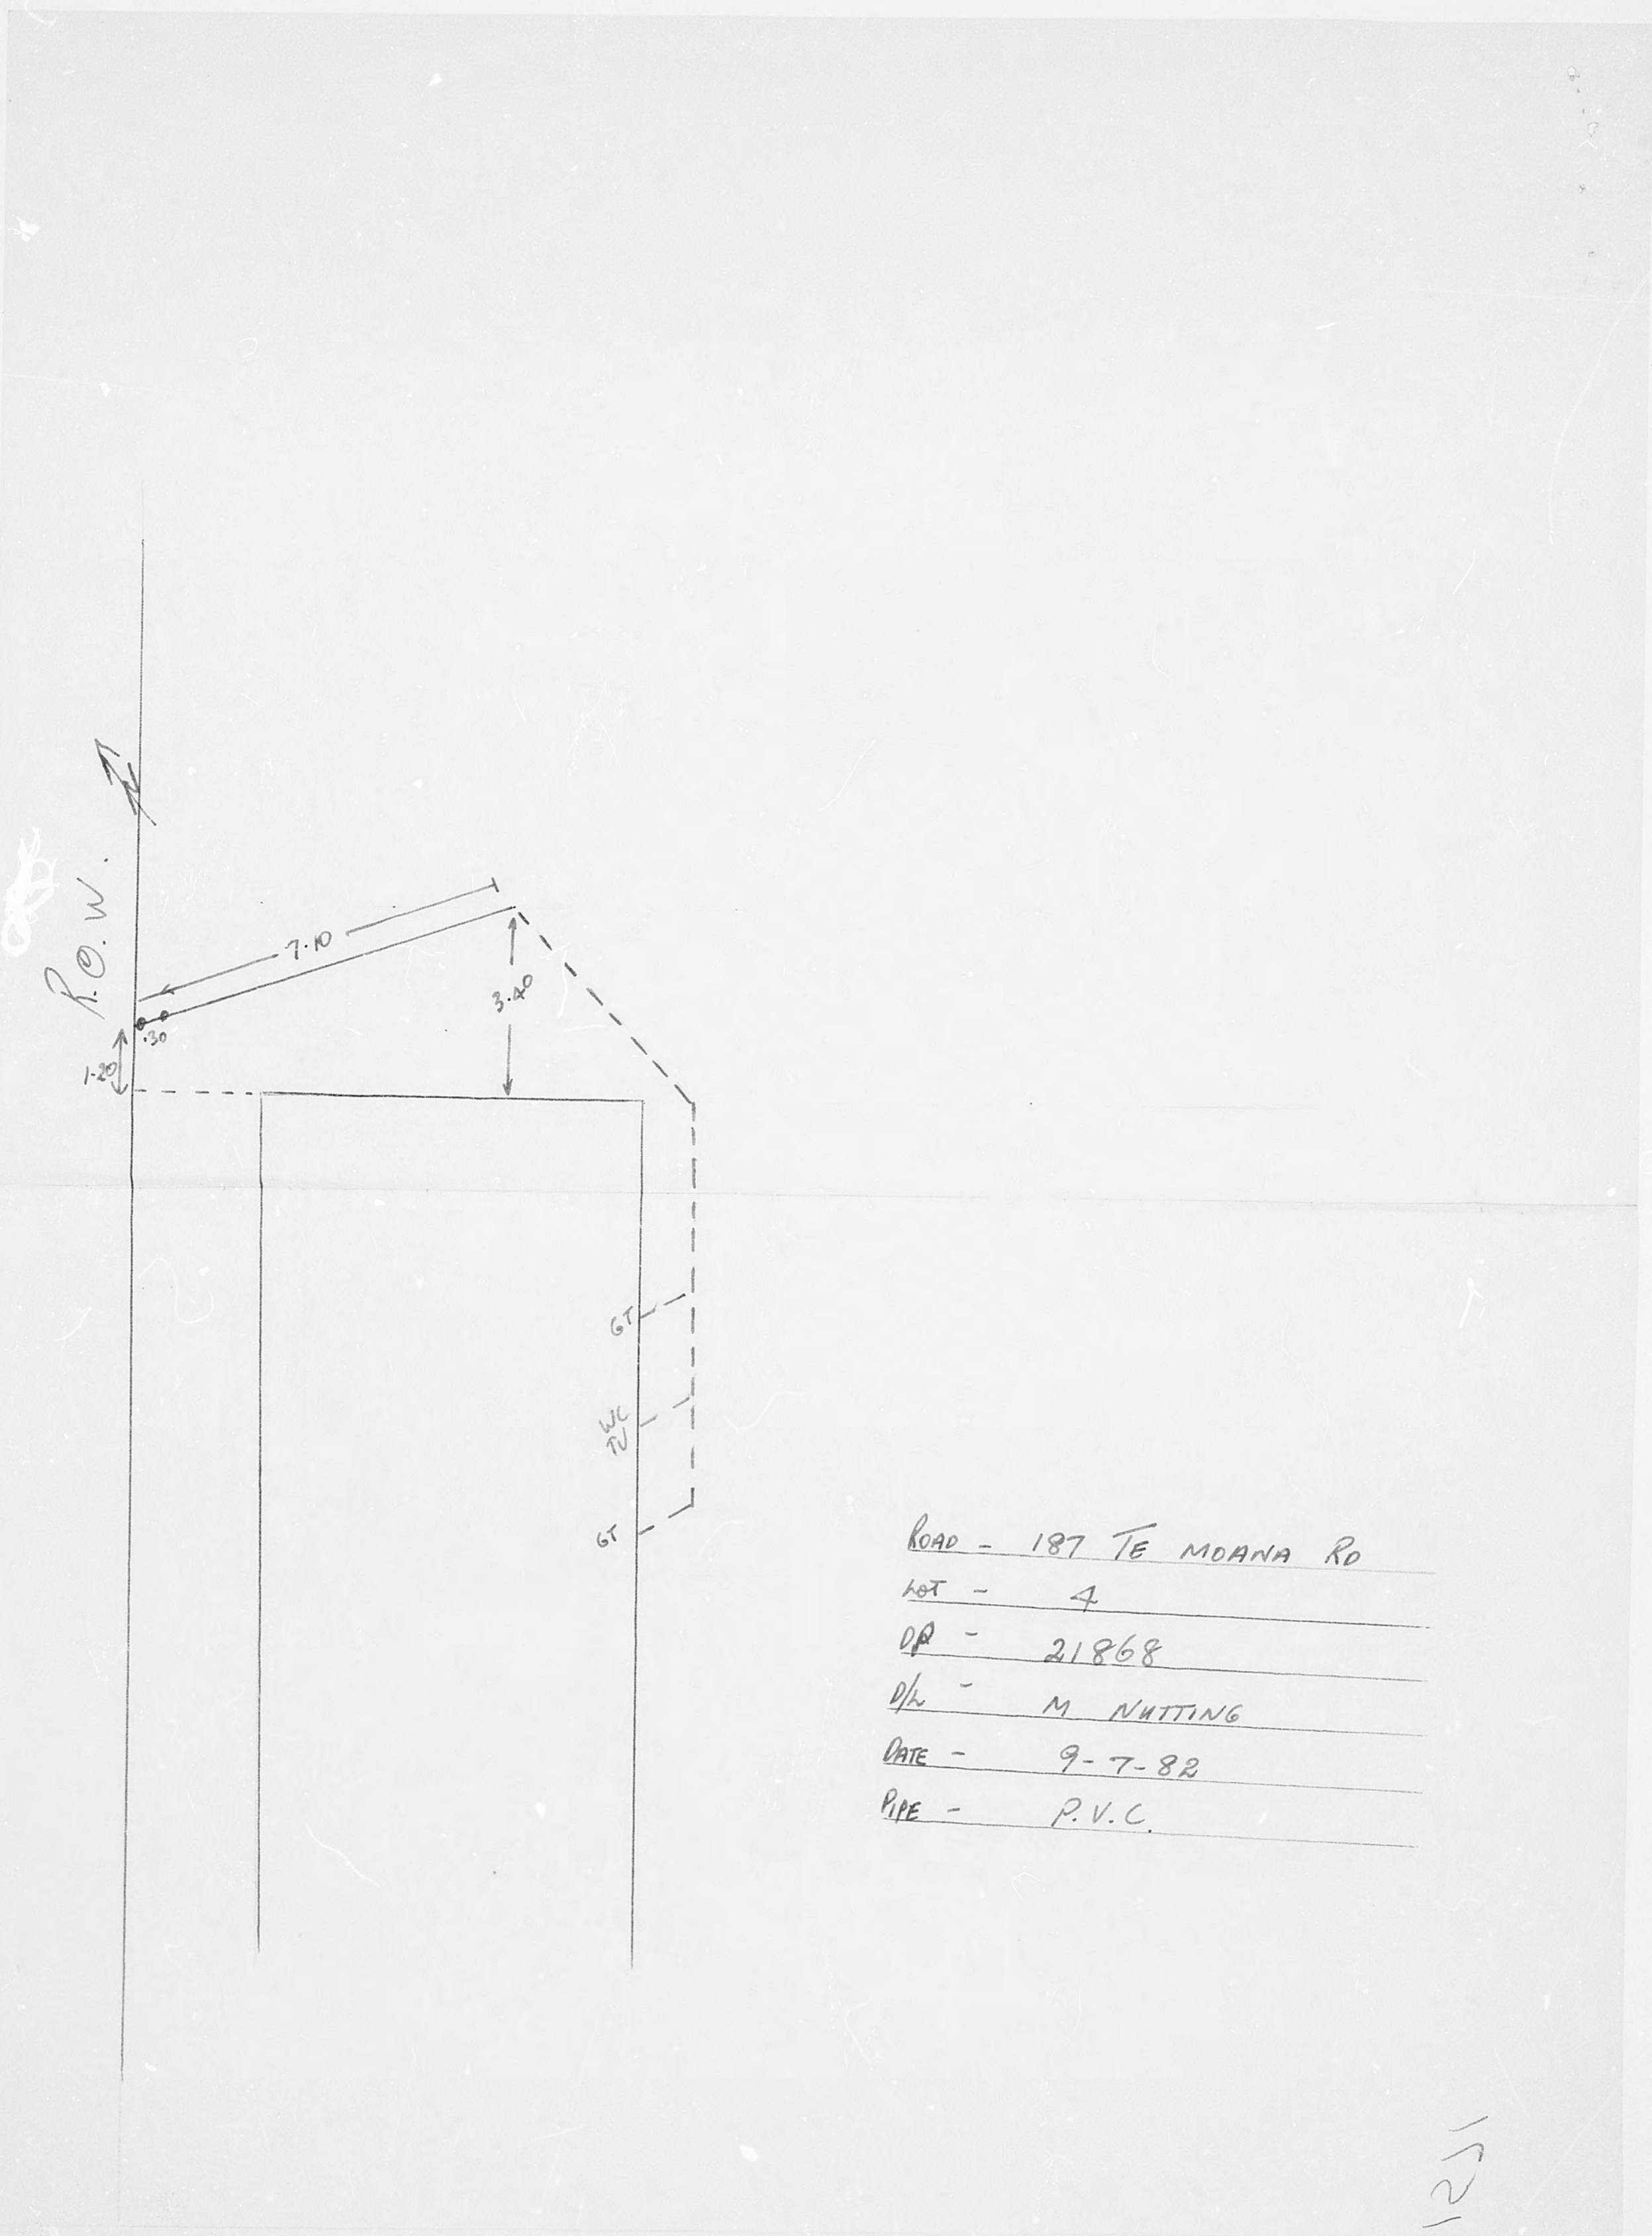 N
R.O.W.
7.10
3.40
.30
1.20
GT
WC
TU
GT
ROAD - 187 TE MOANA RD
LOT - 4
DP - 21868
D/L - M NUTTING
DATE - 9-7-82
PIPE - P.V.C.